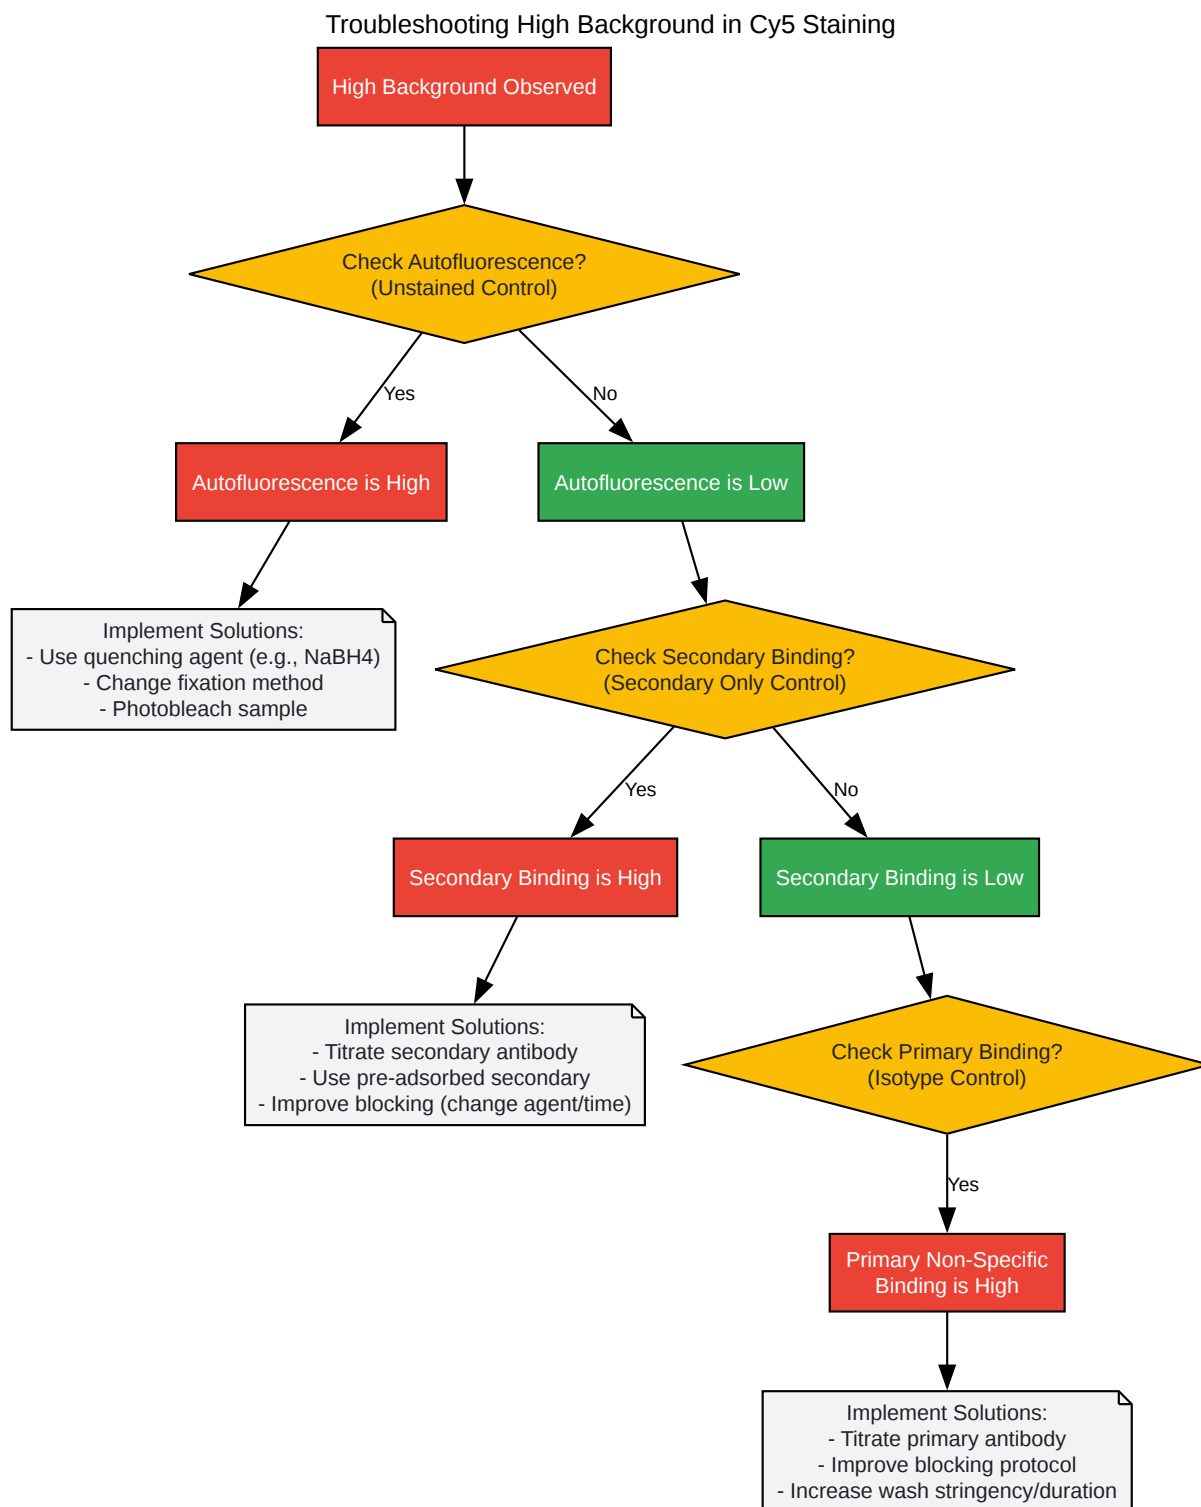 Troubleshooting High Background in Cy5 Staining
High Background Observed
Check Autofluorescence?
(Unstained Control)
Yes
No
Autofluorescence is High
Autofluorescence is Low
Implement Solutions:
- Use quenching agent (e.g., NaBH4)
- Change fixation method
- Photobleach sample
Check Secondary Binding?
(Secondary Only Control)
Yes
No
Secondary Binding is High
Secondary Binding is Low
Implement Solutions:
- Titrate secondary antibody
- Use pre-adsorbed secondary
- Improve blocking (change agent/time)
Check Primary Binding?
(Isotype Control)
Yes
Primary Non-Specific
Binding is High
Implement Solutions:
- Titrate primary antibody
- Improve blocking protocol
- Increase wash stringency/duration